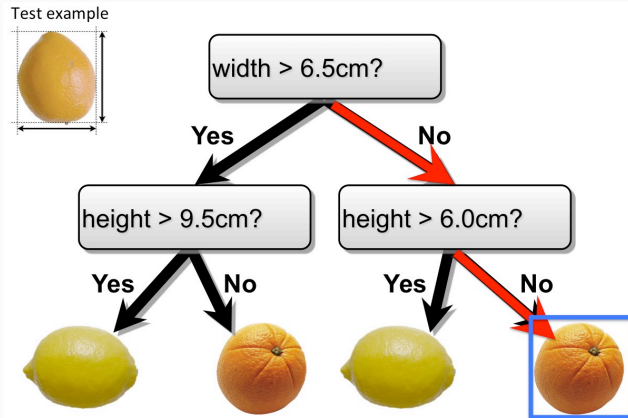 Test example
width > 6.5cm?
Yes
No
height > 9.5cm?
height > 6.0cm?
Yes
No
Yes
No